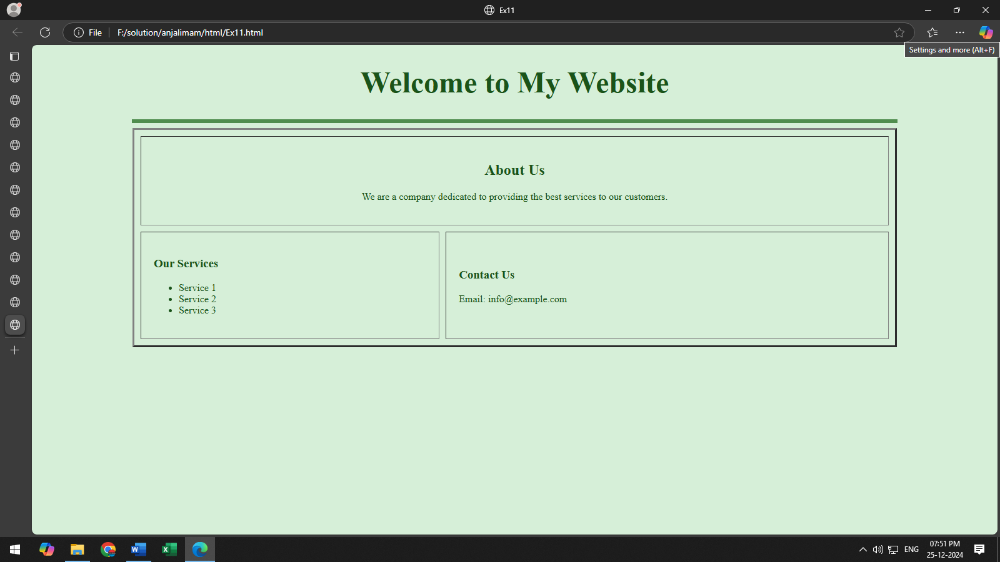 Ex11
File
F:/solution/anjalimam/html/Ex11.html
Settings and more (Alt+F)
Welcome to My Website
About Us
We are a company dedicated to providing the best services to our customers.
Our Services
Service 1
Service 2
Service 3
Contact Us
Email: info@example.com
ENG
07:51 PM
25-12-2024